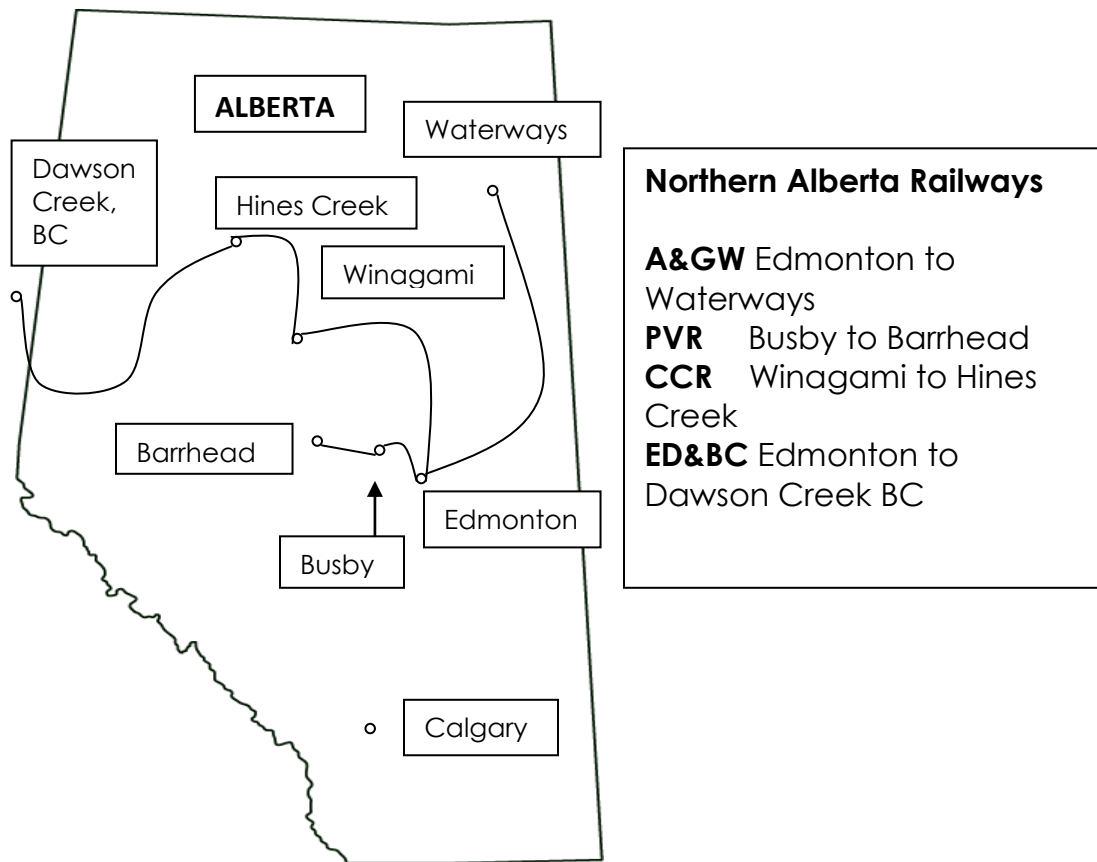 ALBERTA
Waterways
Dawson
Creek,
BC
Hines Creek
Winagami
Barrhead
Edmonton
Busby
Calgary
Northern Alberta Railways
A&GW Edmonton to
Waterways
PVR Busby to Barrhead
CCR Winagami to Hines
Creek
ED&BC Edmonton to
Dawson Creek BC